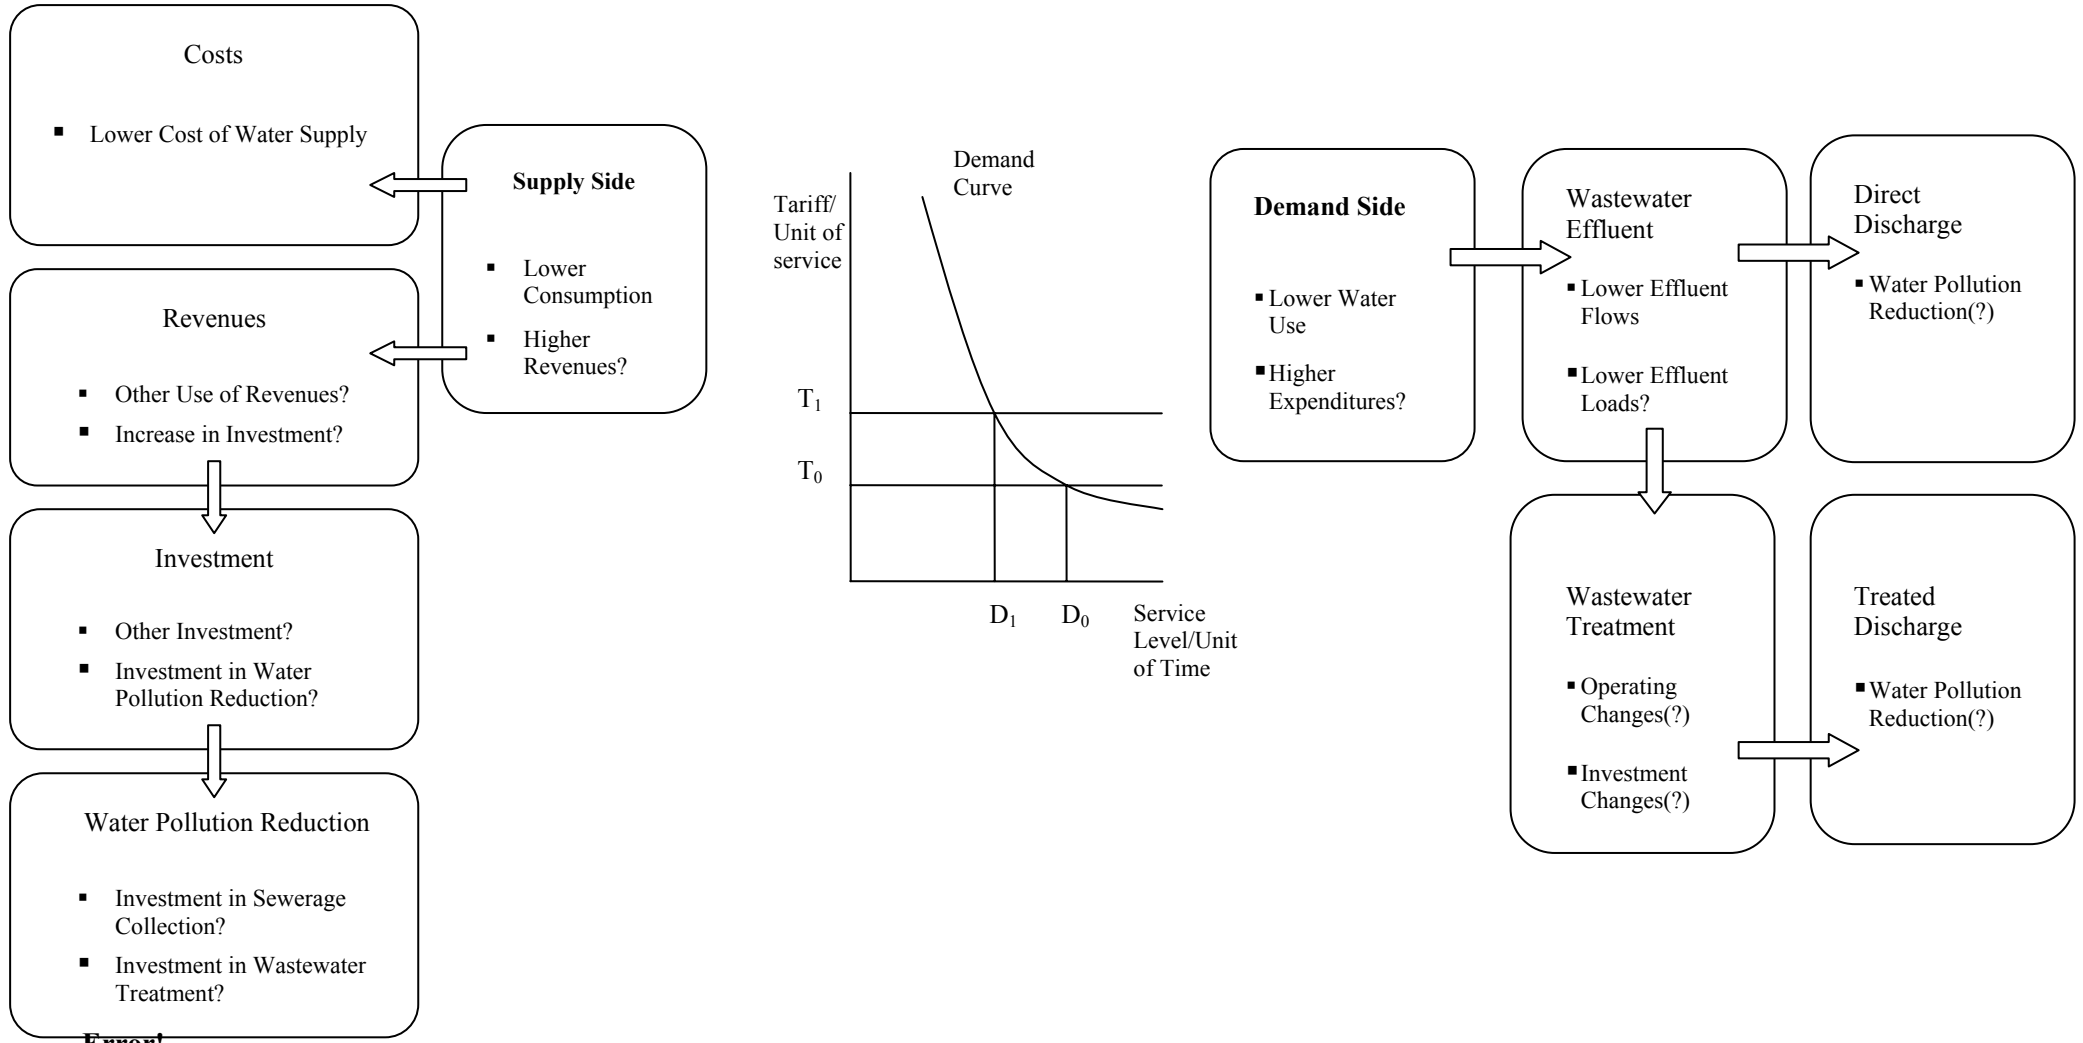 Costs
▪ Lower Cost of Water Supply
Revenues
▪ Other Use of Revenues?
▪ Increase in Investment?
Investment
▪ Other Investment?
▪ Investment in Water
Pollution Reduction?
Water Pollution Reduction
▪ Investment in Sewerage
Collection?
▪ Investment in Wastewater
Treatment?
Error!
Supply Side
▪ Lower
Consumption
▪ Higher
Revenues?
Demand
Curve
Tariff/
Unit of
service
T1
T0
D1 D0
Service
Level/Unit
of Time
Demand Side
▪ Lower Water
Use
▪ Higher
Expenditures?
Wastewater
Effluent
▪ Lower Effluent
Flows
▪ Lower Effluent
Loads?
Direct
Discharge
▪ Water Pollution
Reduction(?)
Wastewater
Treatment
▪ Operating
Changes(?)
▪ Investment
Changes(?)
Treated
Discharge
▪ Water Pollution
Reduction(?)